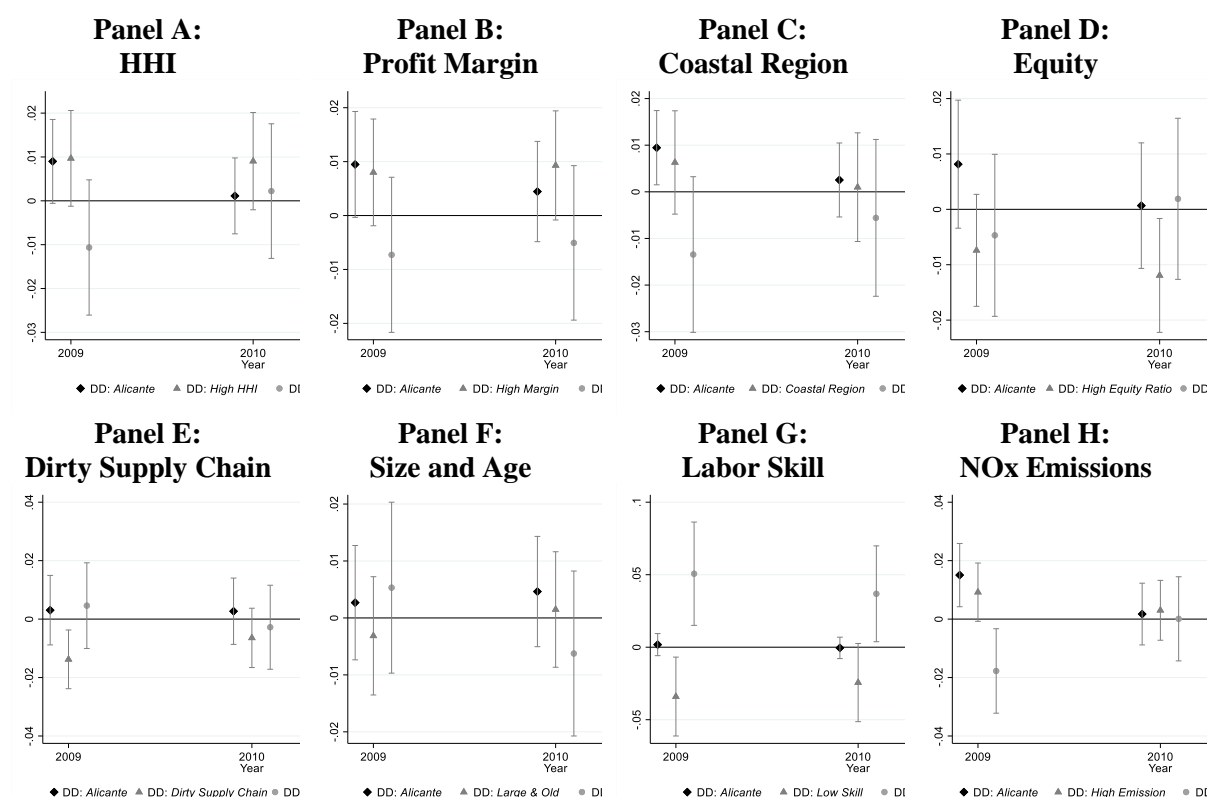 Panel A:
HHI
.02
.01
0
-.01
-.02
-.03
2009
2010
Year
DD: Alicante DD: High HHI DI
Panel B:
Profit Margin
.02
.01
0
-.01
-.02
2009
2010
Year
DD: Alicante DD: High Margin DI
Panel C:
Coastal Region
.02
.01
0
-.01
-.02
-.03
2009
2010
Year
DD: Alicante DD: Coastal Region DD
Panel D:
Equity
.02
.01
0
-.01
-.02
2009
2010
Year
DD: Alicante DD: High Equity Ratio DD
Panel E:
Dirty Supply Chain
.04
.02
0
-.02
-.04
2009
2010
Year
DD: Alicante DD: Dirty Supply Chain DD
Panel F:
Size and Age
.02
.01
0
-.01
-.02
2009
2010
Year
DD: Alicante DD: Large & Old DI
Panel G:
Labor Skill
.1
.05
0
-.05
2009
2010
Year
DD: Alicante DD: Low Skill DD
Panel H:
NOx Emissions
.04
.02
0
-.02
-.04
2009
2010
Year
DD: Alicante DD: High Emission DD